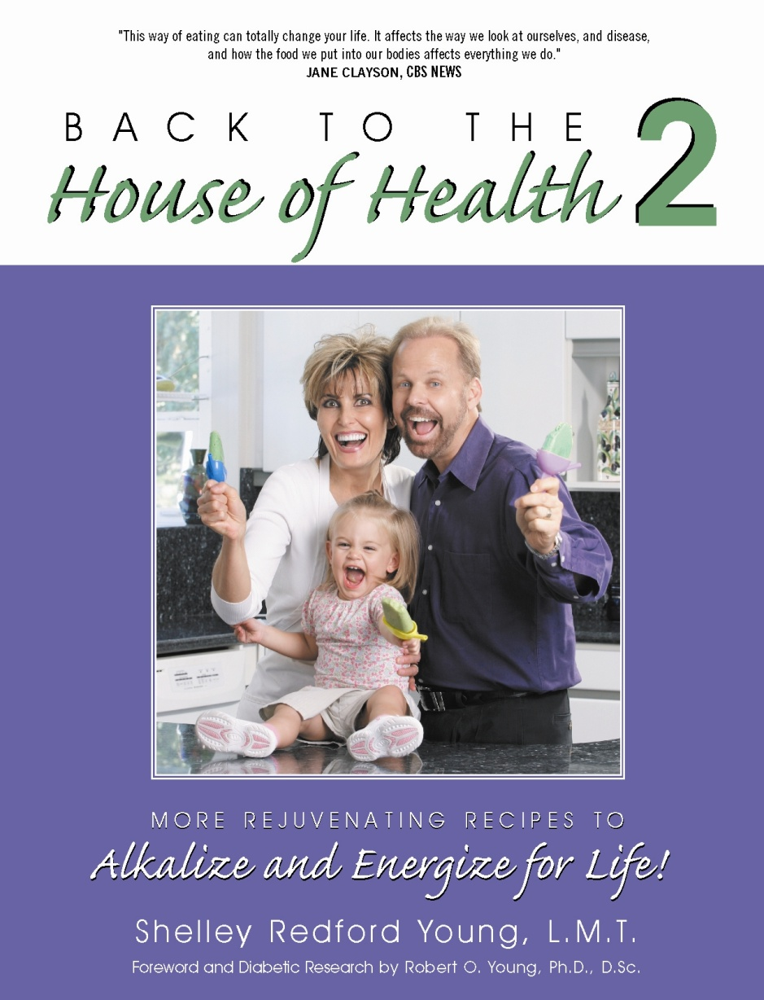 "This way of eating can totally change your life. It affects the way we look at ourselves, and disease,
and how the food we put into our bodies affects everything we do."
JANE CLAYSON, CBS NEWS
BACK TO THE
House of Health 2
MORE REJUVENATING RECIPES TO
Alkalize and Energize for Life!
Shelley Redford Young, L.M.T.
Foreword and Diabetic Research by Robert O. Young, Ph.D., D.Sc.